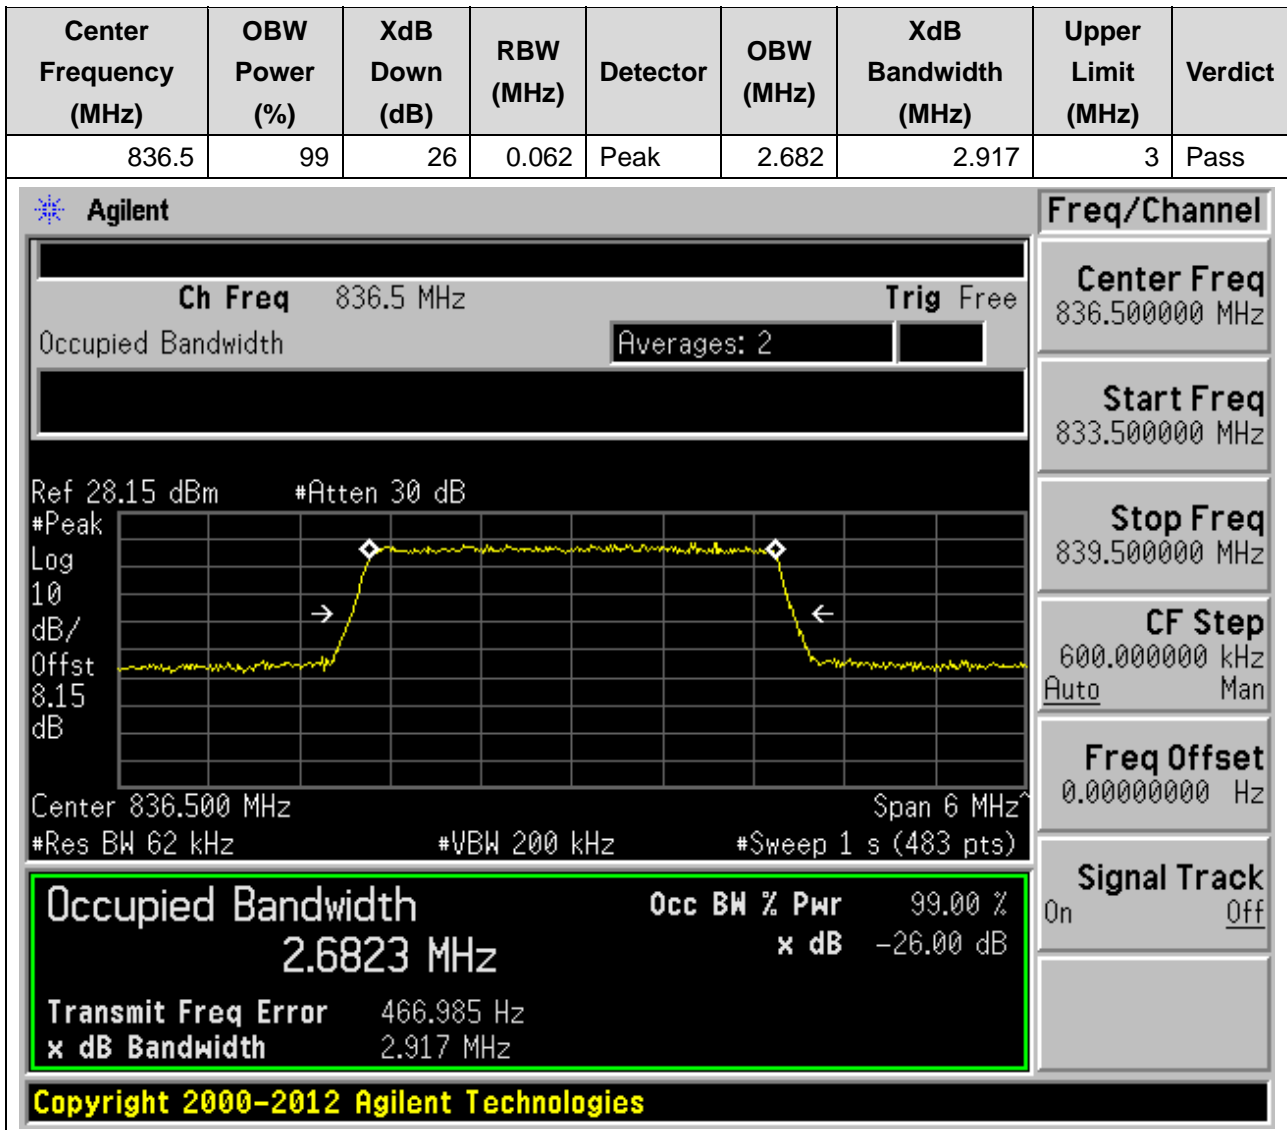 Center Frequency (MHz) OBW Power (%) XdB Down (dB) RBW (MHz) Detector OBW (MHz) XdB Bandwidth (MHz) Upper Limit (MHz) Verdict
836.5 99 26 0.062 Peak 2.682 2.917 3 Pass
Agilent
Ch Freq 836.5 MHz Trig Free
Occupied Bandwidth Averages: 2
Ref 28.15 dBm #Atten 30 dB
#Peak
Log
10
dB/
Offst
8.15
dB
Center 836.500 MHz Span 6 MHz^
#Res BW 62 kHz #VBW 200 kHz #Sweep 1 s (483 pts)
Occupied Bandwidth Occ BW % Pwr 99.00 %
2.6823 MHz x dB -26.00 dB
Transmit Freq Error 466.985 Hz
x dB Bandwidth 2.917 MHz
Copyright 2000-2012 Agilent Technologies
Freq/Channel
Center Freq
836.500000 MHz
Start Freq
833.500000 MHz
Stop Freq
839.500000 MHz
CF Step
600.000000 kHz
Auto Man
Freq Offset
0.00000000 Hz
Signal Track
On Off